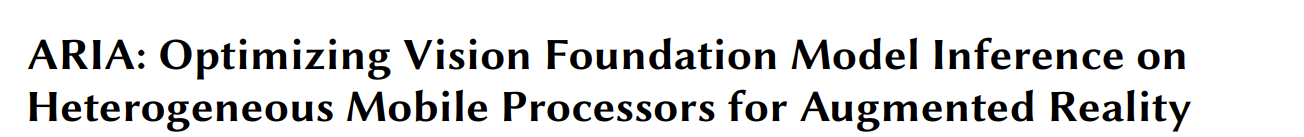 ARIA: Optimizing Vision Foundation Model Inference on
Heterogeneous Mobile Processors for Augmented Reality